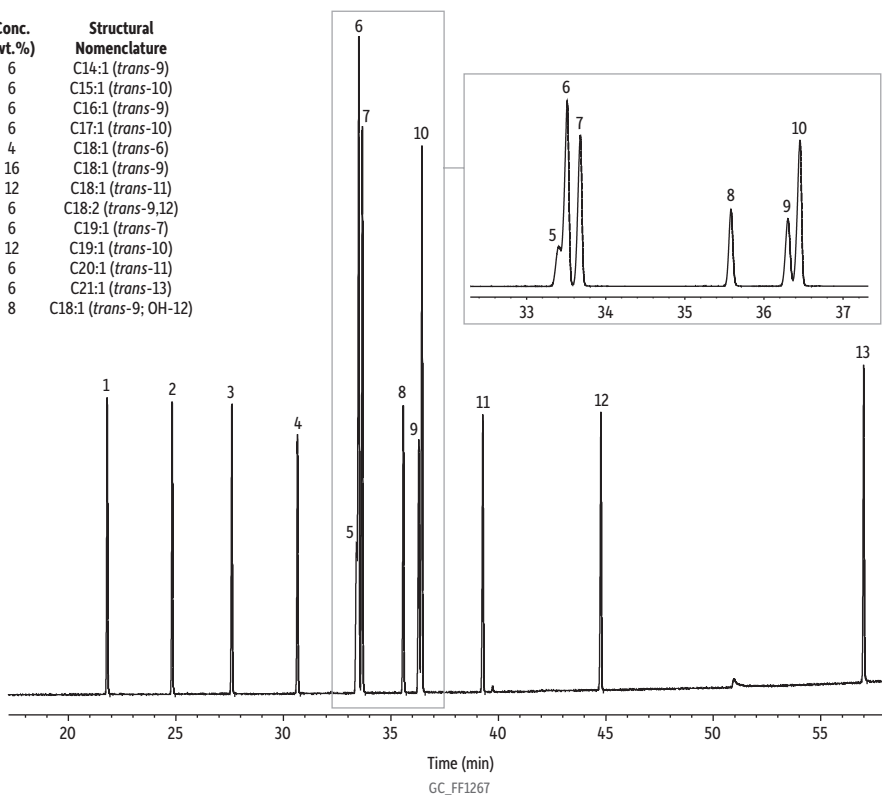 Conc. Structural
wt.%) Nomenclature
6 C14:1 (trans-9)
6 C15:1 (trans-10)
6 C16:1 (trans-9)
6 C17:1 (trans-10)
4 C18:1 (trans-6)
16 C18:1 (trans-9)
12 C18:1 (trans-11)
6 C18:2 (trans-9,12)
6 C19:1 (trans-7)
12 C19:1 (trans-10)
6 C20:1 (trans-11)
6 C21:1 (trans-13)
8 C18:1 (trans-9; OH-12)
6
7
10
5
8
9
6
7
10
8
5
9
33 34 35 36 37
1
2
3
4
11
12
13
20 25 30 35 40 45 50 55
Time (min)
GC_FF1267